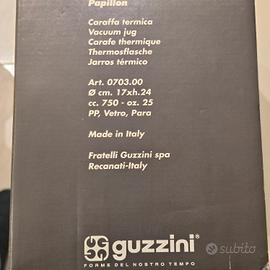 Papillon
Caraffa termica
Vacuum jug
Carafe thermique
Thermosflasche
Jarros térmico
Art. 0703.00
Ø cm. 17xh.24
cc. 750 - oz. 25
PP, Vetro, Para
Made in Italy
Fratelli Guzzini spa
Recanati-Italy
guzzini®
FORME DEL NOSTRO TEMPO
subito